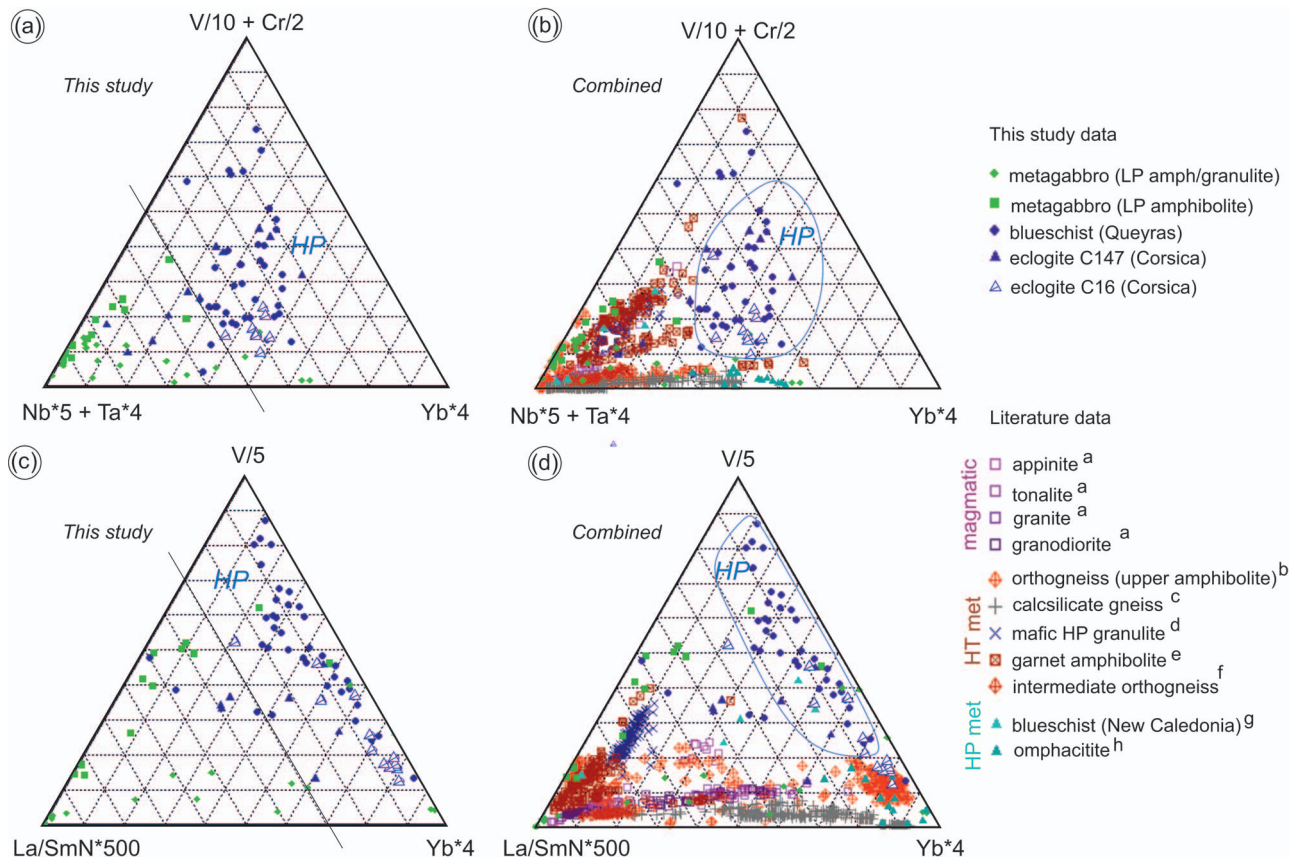 (a)
V/10 + Cr/2
This study
HP
Nb*5 + Ta*4
Yb*4
(b)
V/10 + Cr/2
Combined
HP
Nb*5 + Ta*4
Yb*4
This study data
metagabbro (LP amph/granulite)
metagabbro (LP amphibolite)
blueschist (Queyras)
eclogite C147 (Corsica)
eclogite C16 (Corsica)
(c)
V/5
This study
HP
La/SmN*500
Yb*4
(d)
V/5
Combined
HP
La/SmN*500
Yb*4
Literature data
magmatic
appinite a
tonalite a
granite a
granodiorite a
HT met
orthogneiss (upper amphibolite) b
calcsilicate gneiss c
mafic HP granulite d
garnet amphibolite e
intermediate orthogneiss f
HP met
blueschist (New Caledonia) g
omphacitite h